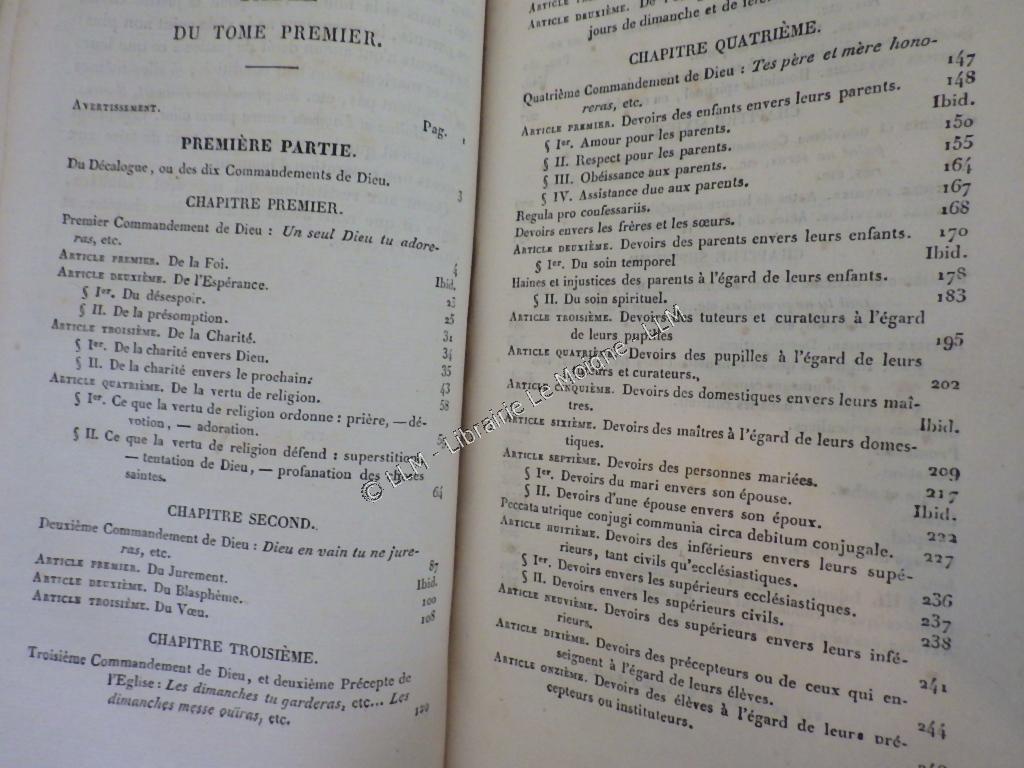 DU TOME PREMIER.
AVERTISSEMENT. Pag. 1
PREMIÈRE PARTIE.
Du Décalogue, ou des dix Commandements de Dieu. 3
CHAPITRE PREMIER.
Premier Commandement de Dieu : Un seul Dieu tu adore-
ras, etc. 4
ARTICLE PREMIER. De la Foi. Ibid.
ARTICLE DEUXIÈME. De l'Espérance. 23
§ Ier. Du désespoir. 25
§ II. De la présomption. 31
ARTICLE TROISIÈME. De la Charité. 34
§ Ier. De la charité envers Dieu. 35
§ II. De la charité envers le prochain. 43
ARTICLE QUATRIÈME. De la vertu de religion. 58
§ Ier. Ce que la vertu de religion ordonne : prière, — dé-
votion, — adoration.
§ II. Ce que la vertu de religion défend : superstition,
— tentation de Dieu, — profanation des choses
saintes. 64
CHAPITRE SECOND.
Deuxième Commandement de Dieu : Dieu en vain tu ne jure-
ras, etc. 87
ARTICLE PREMIER. Du Jurement. Ibid.
ARTICLE DEUXIÈME. Du Blasphème. 100
ARTICLE TROISIÈME. Du Vœu. 108
CHAPITRE TROISIÈME.
Troisième Commandement de Dieu, et deuxième Précepte de
l'Eglise : Les dimanches tu garderas, etc... Les
dimanches messe ouïras, etc. 120
ARTICLE DEUXIÈME.
jours de dimanche et de
CHAPITRE QUATRIÈME.
Quatrième Commandement de Dieu : Tes père et mère hono-
reras, etc. 147
ARTICLE PREMIER. Devoirs des enfants envers leurs parents. 148
§ Ier. Amour pour les parents. Ibid.
§ II. Respect pour les parents. 150
§ III. Obéissance aux parents. 155
§ IV. Assistance due aux parents. 164
Regula pro confessariis. 167
Devoirs envers les frères et les sœurs. 168
ARTICLE DEUXIÈME. Devoirs des parents envers leurs enfants. 170
§ Ier. Du soin temporel Ibid.
Haines et injustices des parents à l'égard de leurs enfants. 178
§ II. Du soin spirituel. 183
ARTICLE TROISIÈME. Devoirs des tuteurs et curateurs à l'égard
de leurs pupilles 195
ARTICLE QUATRIÈME. Devoirs des pupilles à l'égard de leurs
et curateurs., 202
ARTICLE CINQUIÈME. Devoirs des domestiques envers leurs maî-
tres. Ibid.
ARTICLE SIXIÈME. Devoirs des maîtres à l'égard de leurs domes-
tiques. 209
ARTICLE SEPTIÈME. Devoirs des personnes mariées. 217
§ Ier. Devoirs du mari envers son épouse. Ibid.
§ II. Devoirs d'une épouse envers son époux. 222
Peccata utrique conjugi communia circa debitum conjugale. 227
ARTICLE HUITIÈME. Devoirs des inférieurs envers leurs supé-
rieurs, tant civils qu'ecclésiastiques. 236
§ Ier. Devoirs envers les supérieurs ecclésiastiques. 237
§ II. Devoirs envers les supérieurs civils. 238
ARTICLE NEUVIÈME. Devoirs des supérieurs envers leurs infé-
rieurs. 241
ARTICLE DIXIÈME. Devoirs des précepteurs ou de ceux qui en-
seignent à l'égard de leurs élèves. 244
ARTICLE ONZIÈME. Devoirs des élèves à l'égard de leurs pré-
cepteurs ou instituteurs.
© LLM - Librairie Le Moigne - LLM